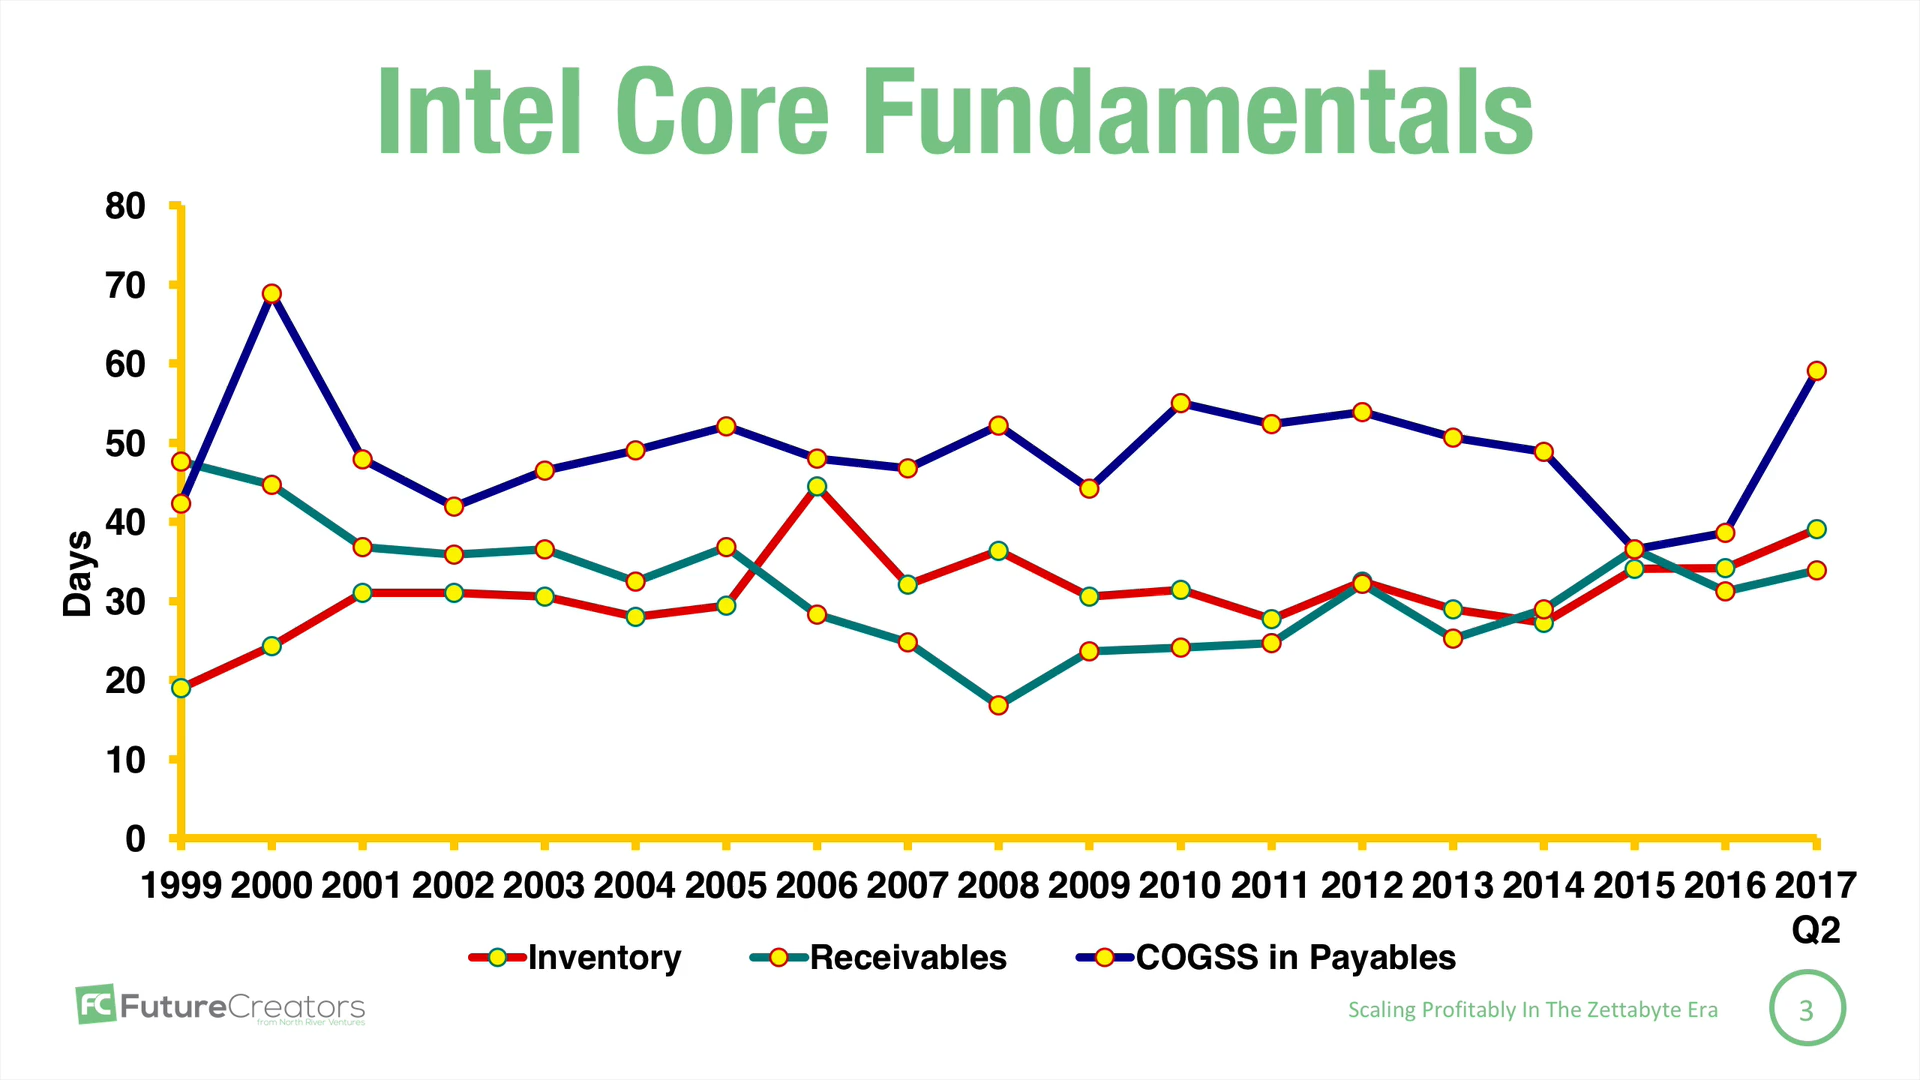 Intel Core Fundamentals
80
70
60
50
40
30
20
10
0
Days
1999 2000 2001 2002 2003 2004 2005 2006 2007 2008 2009 2010 2011 2012 2013 2014 2015 2016 2017
Q2
Inventory Receivables COGSS in Payables
FC FutureCreators
from North River Ventures
Scaling Profitably In The Zettabyte Era 3